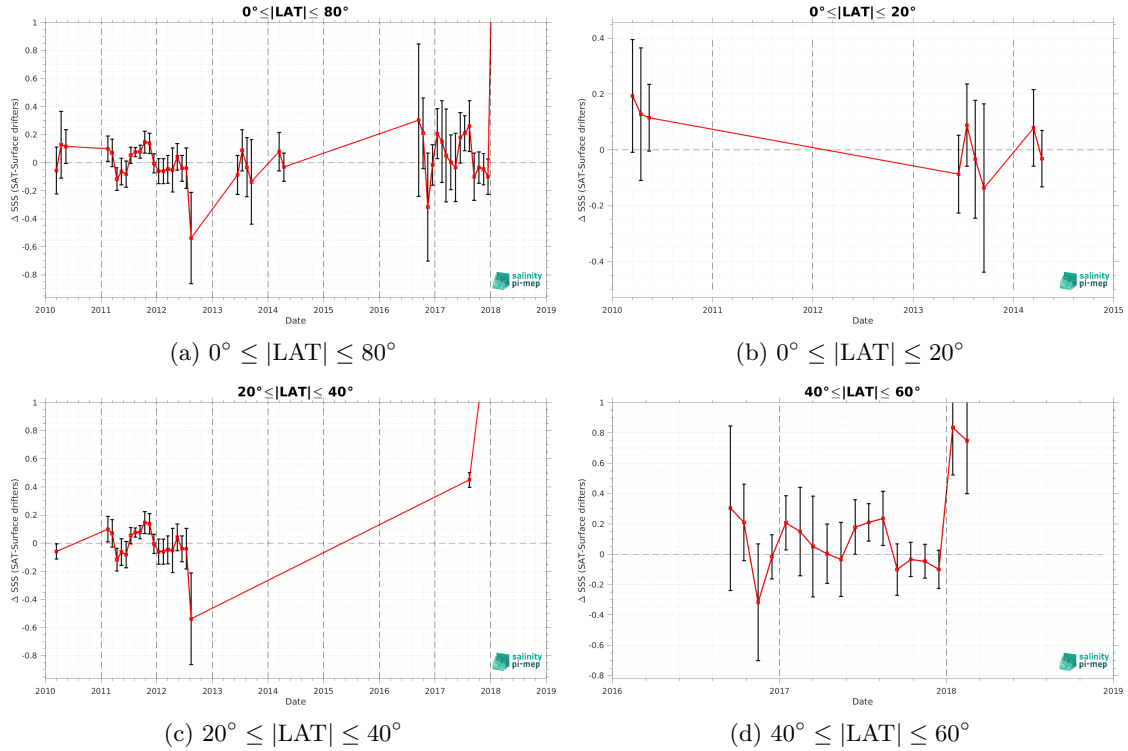 0°≤|LAT|≤ 80°
Δ SSS (SAT-Surface drifters)
1
0.8
0.6
0.4
0.2
0
-0.2
-0.4
-0.6
-0.8
2010 2011 2012 2013 2014 2015 2016 2017 2018 2019
Date
salinity
pi-mep
(a) 0° ≤ |LAT| ≤ 80°
0°≤|LAT|≤ 20°
Δ SSS (SAT-Surface drifters)
0.4
0.2
0
-0.2
-0.4
2010 2011 2012 2013 2014 2015
Date
salinity
pi-mep
(b) 0° ≤ |LAT| ≤ 20°
20°≤|LAT|≤ 40°
Δ SSS (SAT-Surface drifters)
1
0.8
0.6
0.4
0.2
0
-0.2
-0.4
-0.6
-0.8
2010 2011 2012 2013 2014 2015 2016 2017 2018 2019
Date
salinity
pi-mep
(c) 20° ≤ |LAT| ≤ 40°
40°≤|LAT|≤ 60°
Δ SSS (SAT-Surface drifters)
1
0.8
0.6
0.4
0.2
0
-0.2
-0.4
-0.6
-0.8
2016 2017 2018 2019
Date
salinity
pi-mep
(d) 40° ≤ |LAT| ≤ 60°